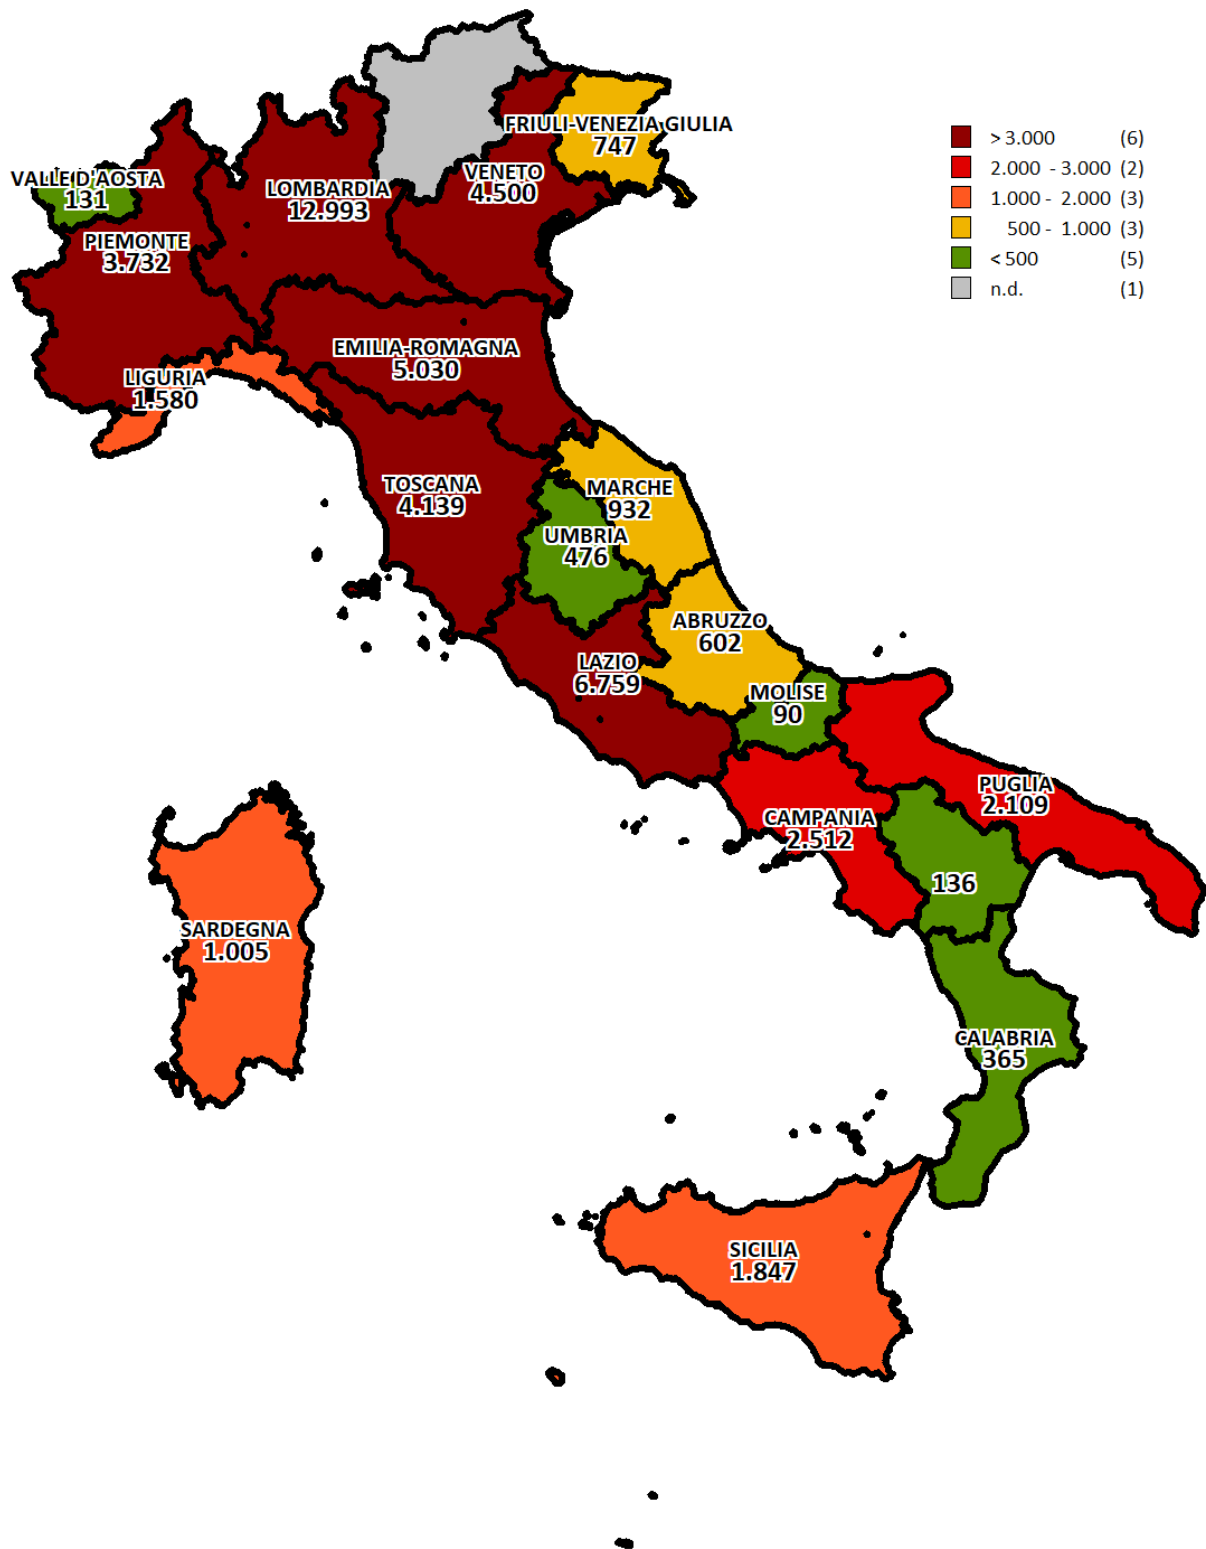 > 3.000 (6)
2.000 - 3.000 (2)
1.000 - 2.000 (3)
500 - 1.000 (3)
< 500 (5)
n.d. (1)
FRIULI-VENEZIA GIULIA
747
VALLE D'AOSTA
131
VENETO
4.500
LOMBARDIA
12.993
PIEMONTE
3.732
EMILIA-ROMAGNA
5.030
LIGURIA
1.580
TOSCANA
4.139
MARCHE
932
UMBRIA
476
ABRUZZO
602
LAZIO
6.759
MOLISE
90
PUGLIA
2.109
CAMPANIA
2.512
136
SARDEGNA
1.005
CALABRIA
365
SICILIA
1.847